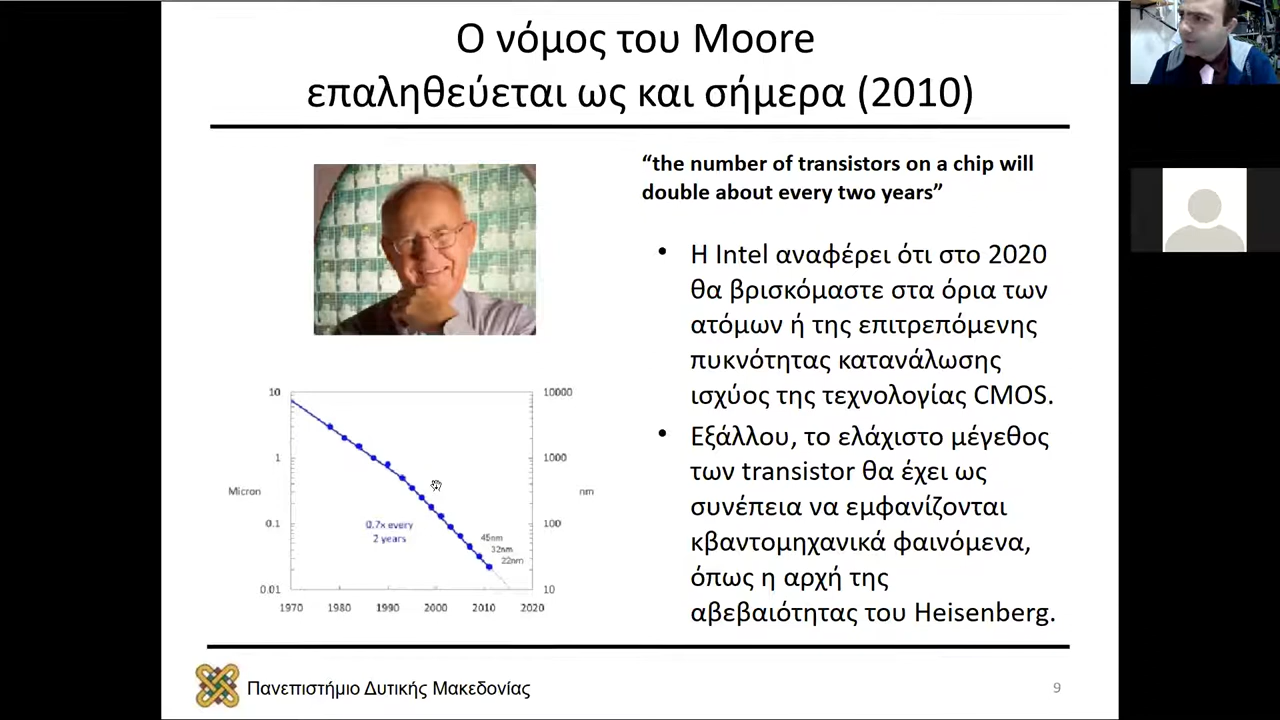 Ο νόμος του Moore
επαληθεύεται ως και σήμερα (2010)
“the number of transistors on a chip will
double about every two years”
• Η Intel αναφέρει ότι στο 2020
θα βρισκόμαστε στα όρια των
ατόμων ή της επιτρεπόμενης
πυκνότητας κατανάλωσης
ισχύος της τεχνολογίας CMOS.
• Εξάλλου, το ελάχιστο μέγεθος
των transistor θα έχει ως
συνέπεια να εμφανίζονται
κβαντομηχανικά φαινόμενα,
όπως η αρχή της
αβεβαιότητας του Heisenberg.
10 10000
1 1000
Micron nm
0.1 100
0.7x every
2 years
45nm
32nm
22nm
0.01 10
1970 1980 1990 2000 2010 2020
Πανεπιστήμιο Δυτικής Μακεδονίας 9